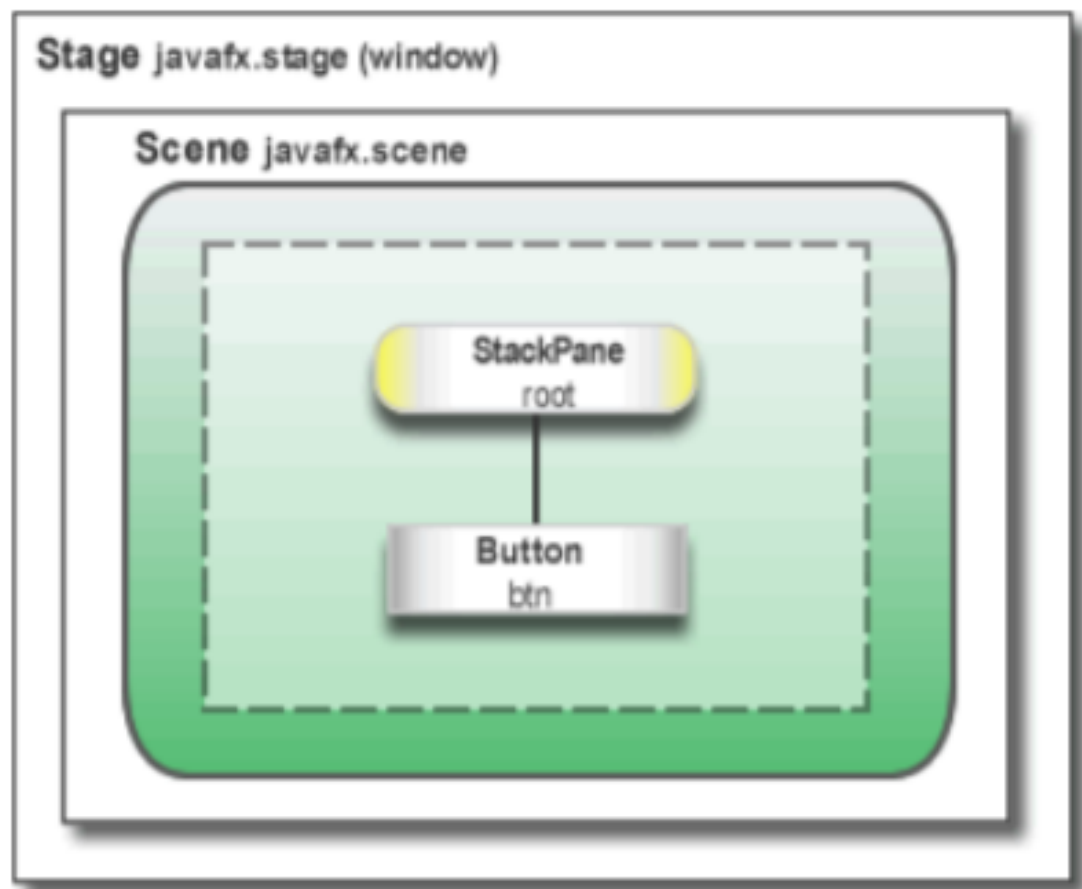 Stage javafx.stage (window)
Scene javafx.scene
StackPane
root
Button
btn